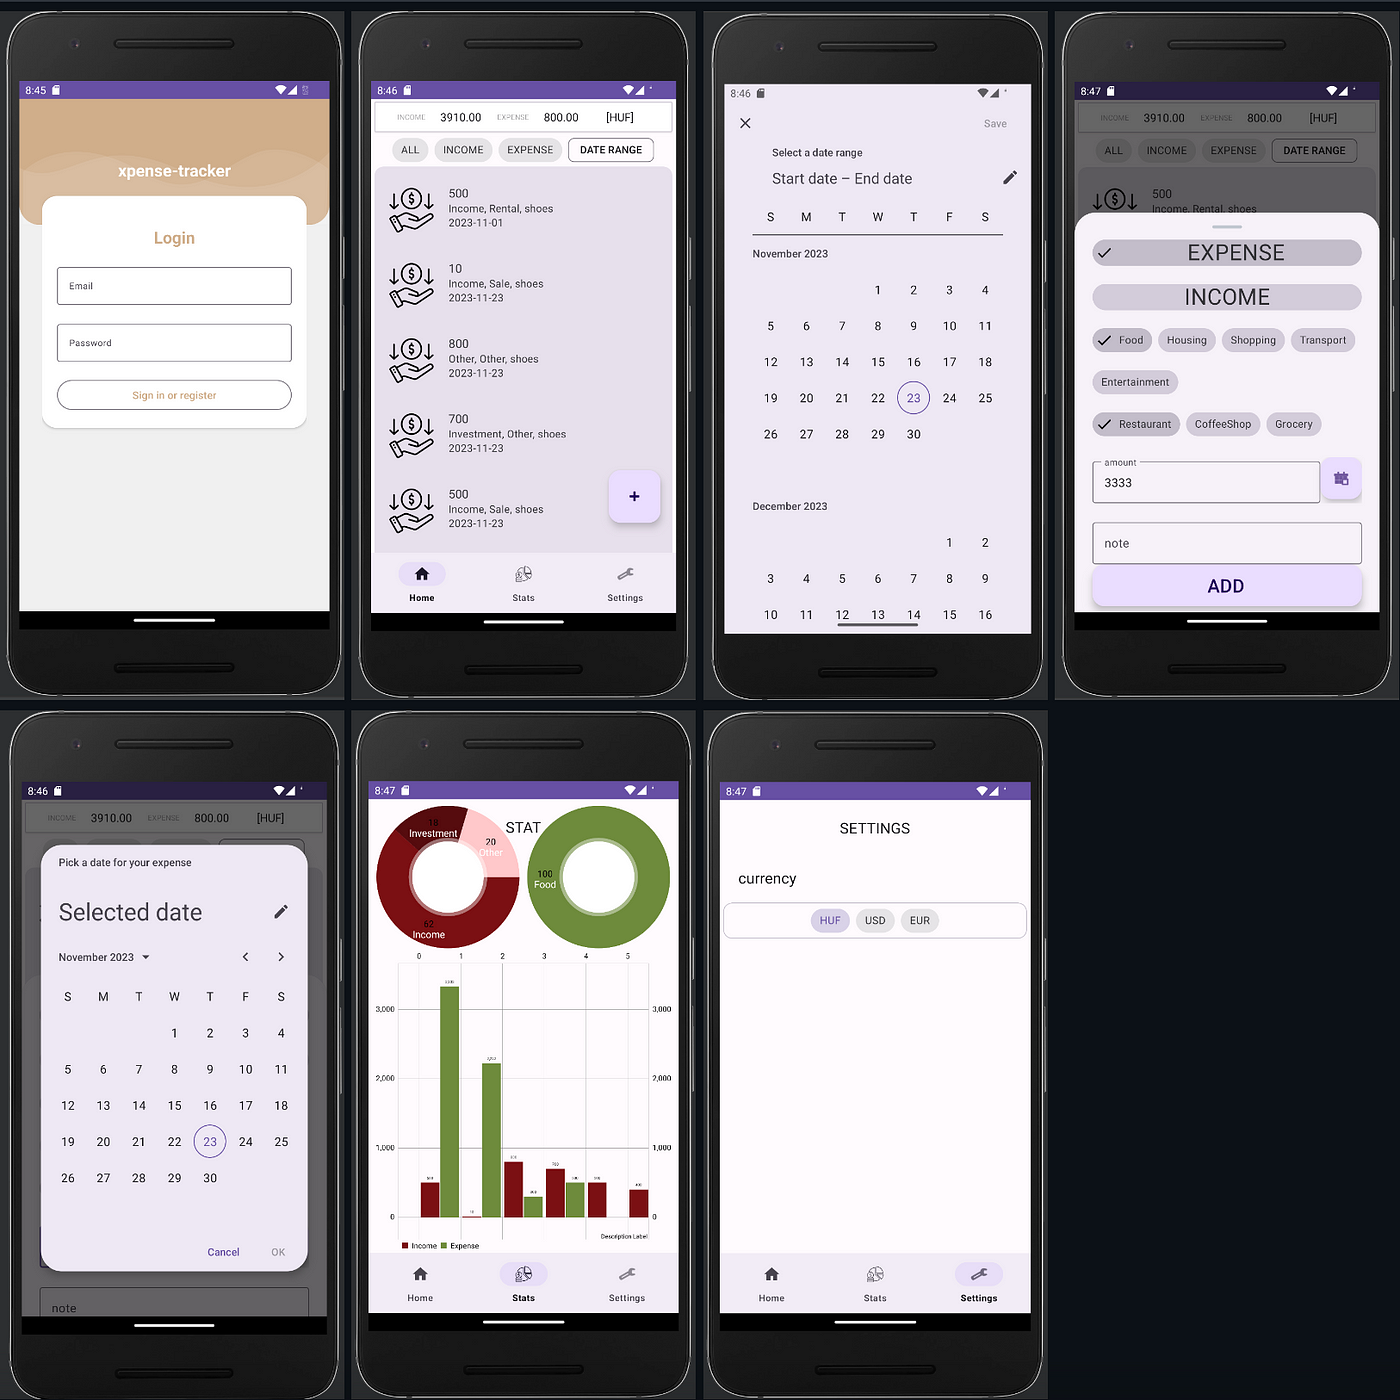 8:45
xpense-tracker
Login
Email
Password
Sign in or register
8:46
INCOME 3910.00 EXPENSE 800.00 [HUF]
ALL INCOME EXPENSE DATE RANGE
500
Income, Rental, shoes
2023-11-01
10
Income, Sale, shoes
2023-11-23
800
Other, Other, shoes
2023-11-23
700
Investment, Other, shoes
2023-11-23
500
Income, Sale, shoes
2023-11-23
+
Home Stats Settings
8:46
Save
Select a date range
Start date – End date
S M T W T F S
November 2023
1 2 3 4
5 6 7 8 9 10 11
12 13 14 15 16 17 18
19 20 21 22 23 24 25
26 27 28 29 30
December 2023
1 2
3 4 5 6 7 8 9
10 11 12 13 14 15 16
8:47
INCOME 3910.00 EXPENSE 800.00 [HUF]
ALL INCOME EXPENSE DATE RANGE
500
Income, Rental, shoes
EXPENSE
INCOME
Food Housing Shopping Transport
Entertainment
Restaurant CoffeeShop Grocery
amount
3333
note
ADD
8:46
INCOME 3910.00 EXPENSE 800.00 [HUF]
Pick a date for your expense
Selected date
November 2023
S M T W T F S
1 2 3 4
5 6 7 8 9 10 11
12 13 14 15 16 17 18
19 20 21 22 23 24 25
26 27 28 29 30
Cancel OK
note
8:47
STAT
18
Investment
20
Other
62
Income
100
Food
0 1 2 3 4 5
3,000 3,000
2,000 2,000
1,000 1,000
0 0
Description Label
Income Expense
Home Stats Settings
8:47
SETTINGS
currency
HUF USD EUR
Home Stats Settings